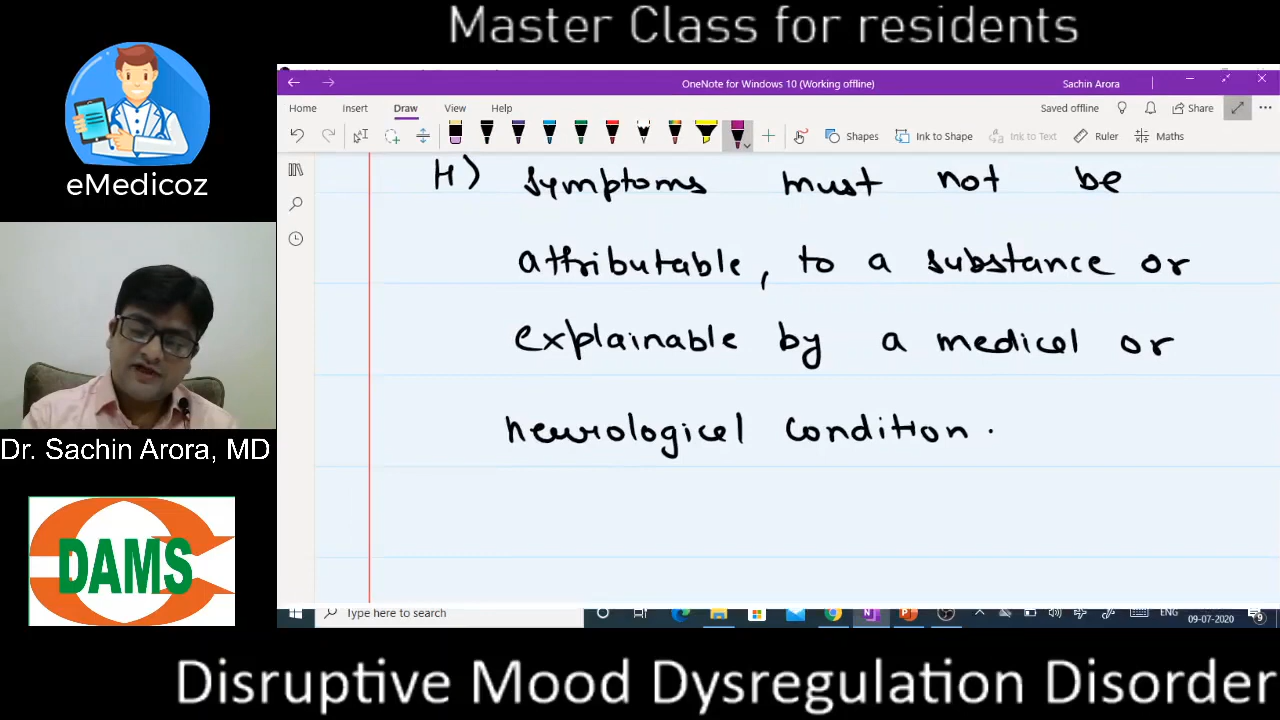 Master Class for residents
eMedicoz
OneNote for Windows 10 (Working offline)
Sachin Arora
Home Insert Draw View Help
Saved offline
Share
Shapes
Ink to Shape
Ink to Text
Ruler
Maths
H) Symptoms must not be
attributable, to a substance or
explainable by a medical or
neurological condition.
Dr. Sachin Arora, MD
DAMS
Type here to search
ENG
09-07-2020
9
Disruptive Mood Dysregulation Disorder